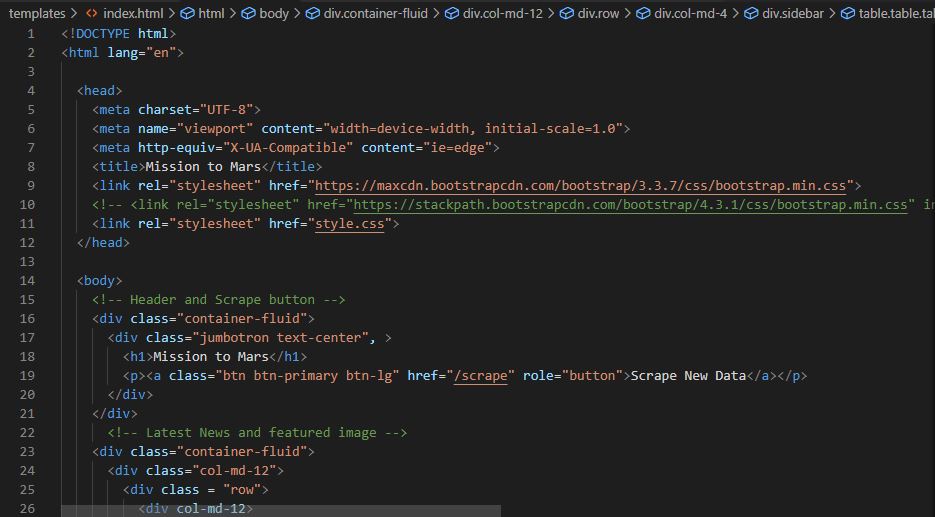 templates > <> index.html > html > body > div.container-fluid > div.col-md-12 > div.row > div.col-md-4 > div.sidebar > table.table.tab
1 <!DOCTYPE html>
2 <html lang="en">
3
4 <head>
5 <meta charset="UTF-8">
6 <meta name="viewport" content="width=device-width, initial-scale=1.0">
7 <meta http-equiv="X-UA-Compatible" content="ie=edge">
8 <title>Mission to Mars</title>
9 <link rel="stylesheet" href="https://maxcdn.bootstrapcdn.com/bootstrap/3.3.7/css/bootstrap.min.css">
10 <!-- <link rel="stylesheet" href="https://stackpath.bootstrapcdn.com/bootstrap/4.3.1/css/bootstrap.min.css" in
11 <link rel="stylesheet" href="style.css">
12 </head>
13
14 <body>
15 <!-- Header and Scrape button -->
16 <div class="container-fluid">
17 <div class="jumbotron text-center", >
18 <h1>Mission to Mars</h1>
19 <p><a class="btn btn-primary btn-lg" href="/scrape" role="button">Scrape New Data</a></p>
20 </div>
21 </div>
22 <!-- Latest News and featured image -->
23 <div class="container-fluid">
24 <div class="col-md-12">
25 <div class = "row">
26 <div col-md-12>